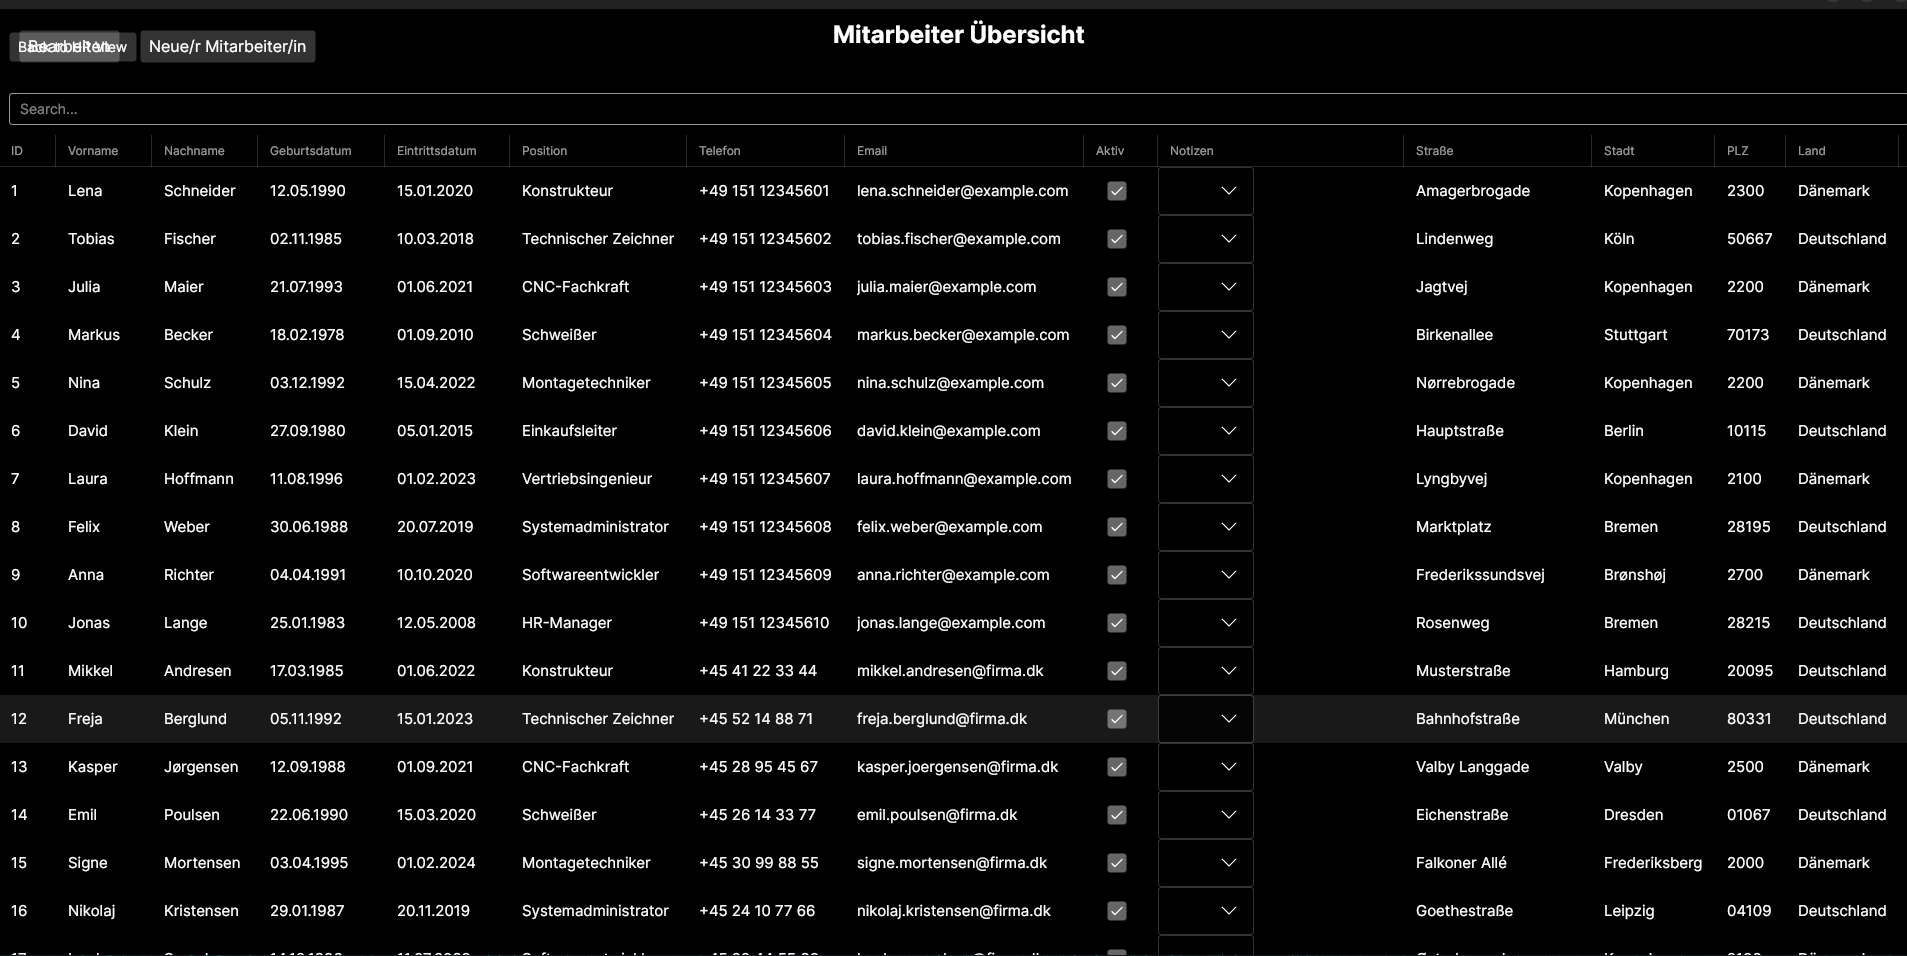 Mitarbeiter Übersicht
Back to HR View Bearbeiten Neue/r Mitarbeiter/in
Search...
ID Vorname Nachname Geburtsdatum Eintrittsdatum Position Telefon Email Aktiv Notizen Straße Stadt PLZ Land
1 Lena Schneider 12.05.1990 15.01.2020 Konstrukteur +49 151 12345601 lena.schneider@example.com Amagerbrogade Kopenhagen 2300 Dänemark
2 Tobias Fischer 02.11.1985 10.03.2018 Technischer Zeichner +49 151 12345602 tobias.fischer@example.com Lindenweg Köln 50667 Deutschland
3 Julia Maier 21.07.1993 01.06.2021 CNC-Fachkraft +49 151 12345603 julia.maier@example.com Jagtvej Kopenhagen 2200 Dänemark
4 Markus Becker 18.02.1978 01.09.2010 Schweißer +49 151 12345604 markus.becker@example.com Birkenallee Stuttgart 70173 Deutschland
5 Nina Schulz 03.12.1992 15.04.2022 Montagetechniker +49 151 12345605 nina.schulz@example.com Nørrebrogade Kopenhagen 2200 Dänemark
6 David Klein 27.09.1980 05.01.2015 Einkaufsleiter +49 151 12345606 david.klein@example.com Hauptstraße Berlin 10115 Deutschland
7 Laura Hoffmann 11.08.1996 01.02.2023 Vertriebsingenieur +49 151 12345607 laura.hoffmann@example.com Lyngbyvej Kopenhagen 2100 Dänemark
8 Felix Weber 30.06.1988 20.07.2019 Systemadministrator +49 151 12345608 felix.weber@example.com Marktplatz Bremen 28195 Deutschland
9 Anna Richter 04.04.1991 10.10.2020 Softwareentwickler +49 151 12345609 anna.richter@example.com Frederikssundsvej Brønshøj 2700 Dänemark
10 Jonas Lange 25.01.1983 12.05.2008 HR-Manager +49 151 12345610 jonas.lange@example.com Rosenweg Bremen 28215 Deutschland
11 Mikkel Andresen 17.03.1985 01.06.2022 Konstrukteur +45 41 22 33 44 mikkel.andresen@firma.dk Musterstraße Hamburg 20095 Deutschland
12 Freja Berglund 05.11.1992 15.01.2023 Technischer Zeichner +45 52 14 88 71 freja.berglund@firma.dk Bahnhofstraße München 80331 Deutschland
13 Kasper Jørgensen 12.09.1988 01.09.2021 CNC-Fachkraft +45 28 95 45 67 kasper.joergensen@firma.dk Valby Langgade Valby 2500 Dänemark
14 Emil Poulsen 22.06.1990 15.03.2020 Schweißer +45 26 14 33 77 emil.poulsen@firma.dk Eichenstraße Dresden 01067 Deutschland
15 Signe Mortensen 03.04.1995 01.02.2024 Montagetechniker +45 30 99 88 55 signe.mortensen@firma.dk Falkoner Allé Frederiksberg 2000 Dänemark
16 Nikolaj Kristensen 29.01.1987 20.11.2019 Systemadministrator +45 24 10 77 66 nikolaj.kristensen@firma.dk Goethestraße Leipzig 04109 Deutschland